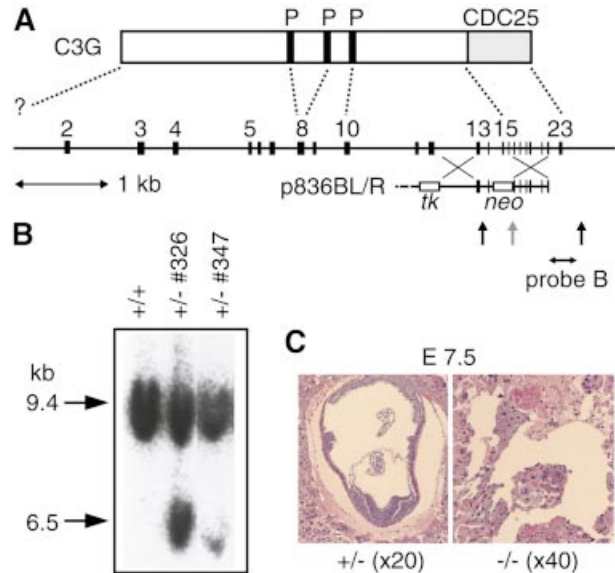 A
P P P CDC25
C3G
?
2 3 4 5 8 10 13 15 23
1 kb p836BL/R
tk neo
probe B
B
+/+ +/- #326 +/- #347
kb
9.4
6.5
C
E 7.5
+/- (x20) -/- (x40)